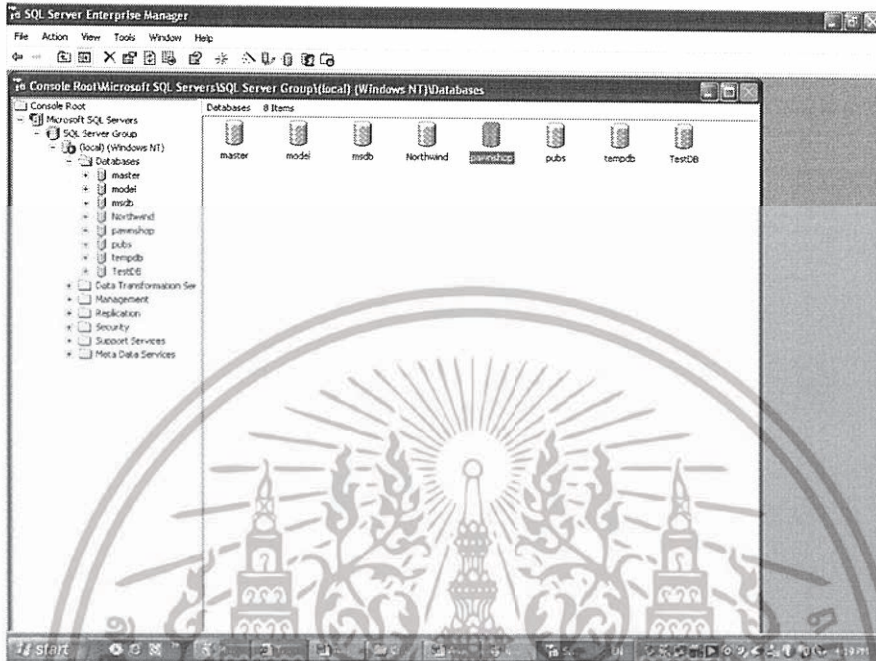 SQL Server Enterprise Manager
File Action View Tools Window Help
Console Root\Microsoft SQL Servers\SQL Server Group\(local) (Windows NT)\Databases
Console Root
Microsoft SQL Servers
SQL Server Group
(local) (Windows NT)
Databases
master
model
msdb
Northwind
pawnshop
pubs
tempdb
TestDB
Data Transformation Ser
Management
Replication
Security
Support Services
Meta Data Services
Databases 8 Items
master model msdb Northwind pawnshop pubs tempdb TestDB
start
4:19 PM